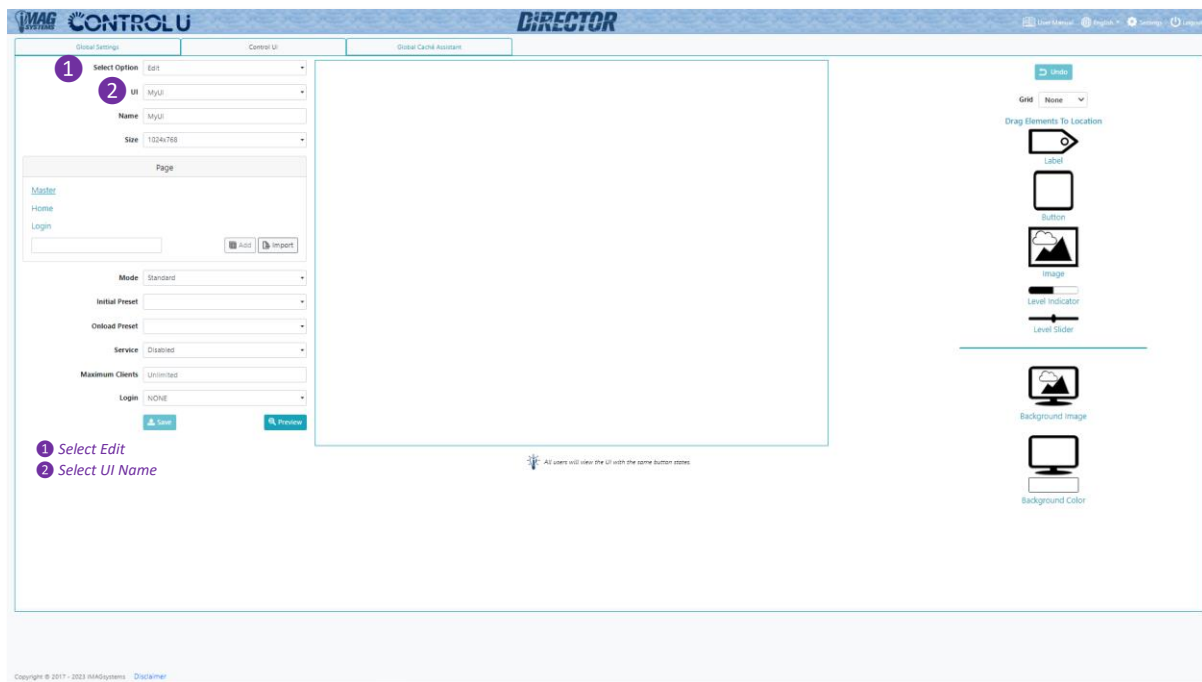 IMAG SYSTEMS CONTROL U DiRECTOR User Manual English Settings Logout
Global Settings Control UI Global Caché Assistant
1 Select Option Edit
2 UI MyUI
Name MyUI
Size 1024x768
Page
Master
Home
Login
Add Import
Mode Standard
Initial Preset
Onload Preset
Service Disabled
Maximum Clients Unlimited
Login NONE
Save Preview
1 Select Edit
2 Select UI Name
All users will view the UI with the same button states.
Undo
Grid None
Drag Elements To Location
Label
Button
Image
Level Indicator
Level Slider
Background Image
Background Color
Copyright © 2017 - 2023 IMAGsystems Disclaimer